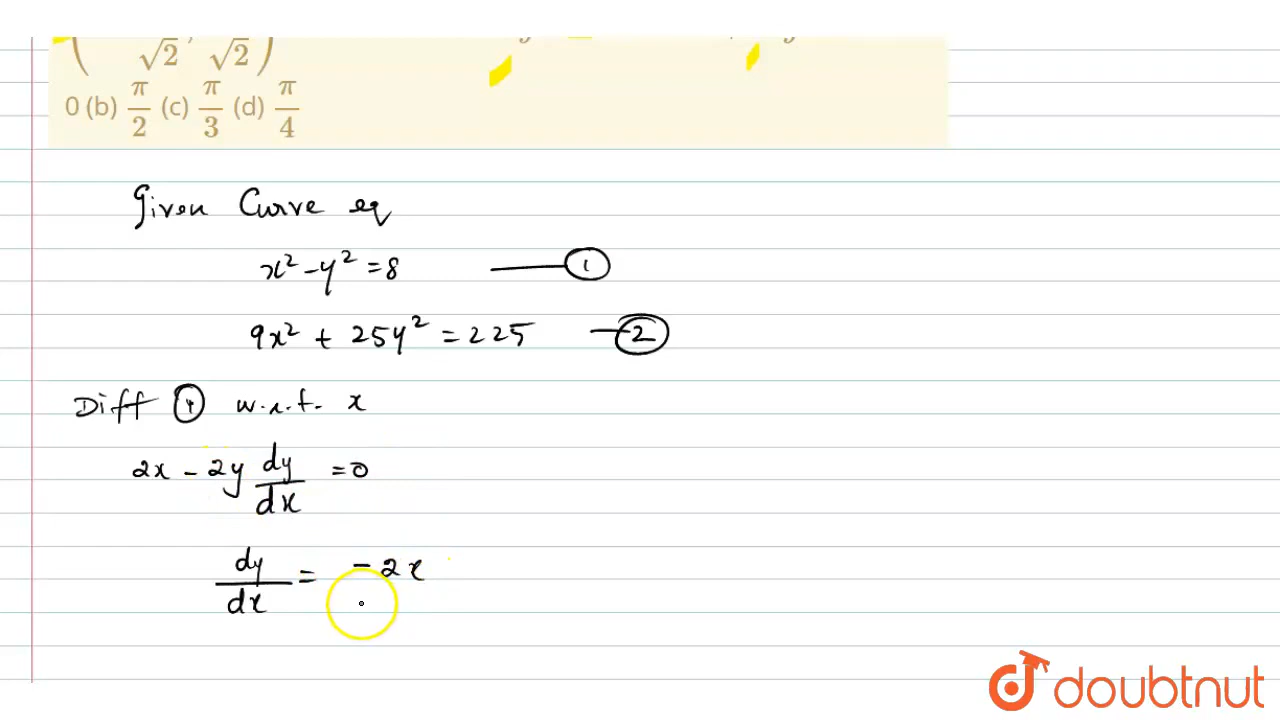 ( √2 , √2 )
0 (b) π/2 (c) π/3 (d) π/4
Given Curve eq
x² - y² = 8 —— 1
9x² + 25y² = 225 — 2
Diff 1 w.r.t. x
2x - 2y dy/dx = 0
dy/dx = - 2x
doubtnut